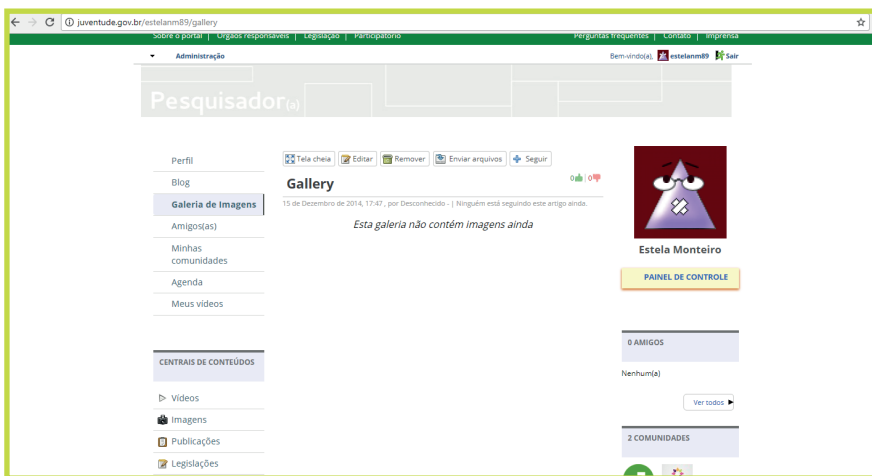 juventude.gov.br/estelanm89/gallery
Sobre o portal | Órgãos responsáveis | Legislação | Participatório
Perguntas frequentes | Contato | Imprensa
Administração
Bem-vindo(a), estelanm89 Sair
Pesquisador(a)
Perfil
Blog
Galeria de Imagens
Amigos(as)
Minhas
comunidades
Agenda
Meus vídeos
CENTRAIS DE CONTEÚDOS
Vídeos
Imagens
Publicações
Legislações
Tela cheia Editar Remover Enviar arquivos Seguir
Gallery
0 | 0
15 de Dezembro de 2014, 17:47 , por Desconhecido - | Ninguém está seguindo este artigo ainda.
Esta galeria não contém imagens ainda
Estela Monteiro
PAINEL DE CONTROLE
0 AMIGOS
Nenhum(a)
Ver todos
2 COMUNIDADES